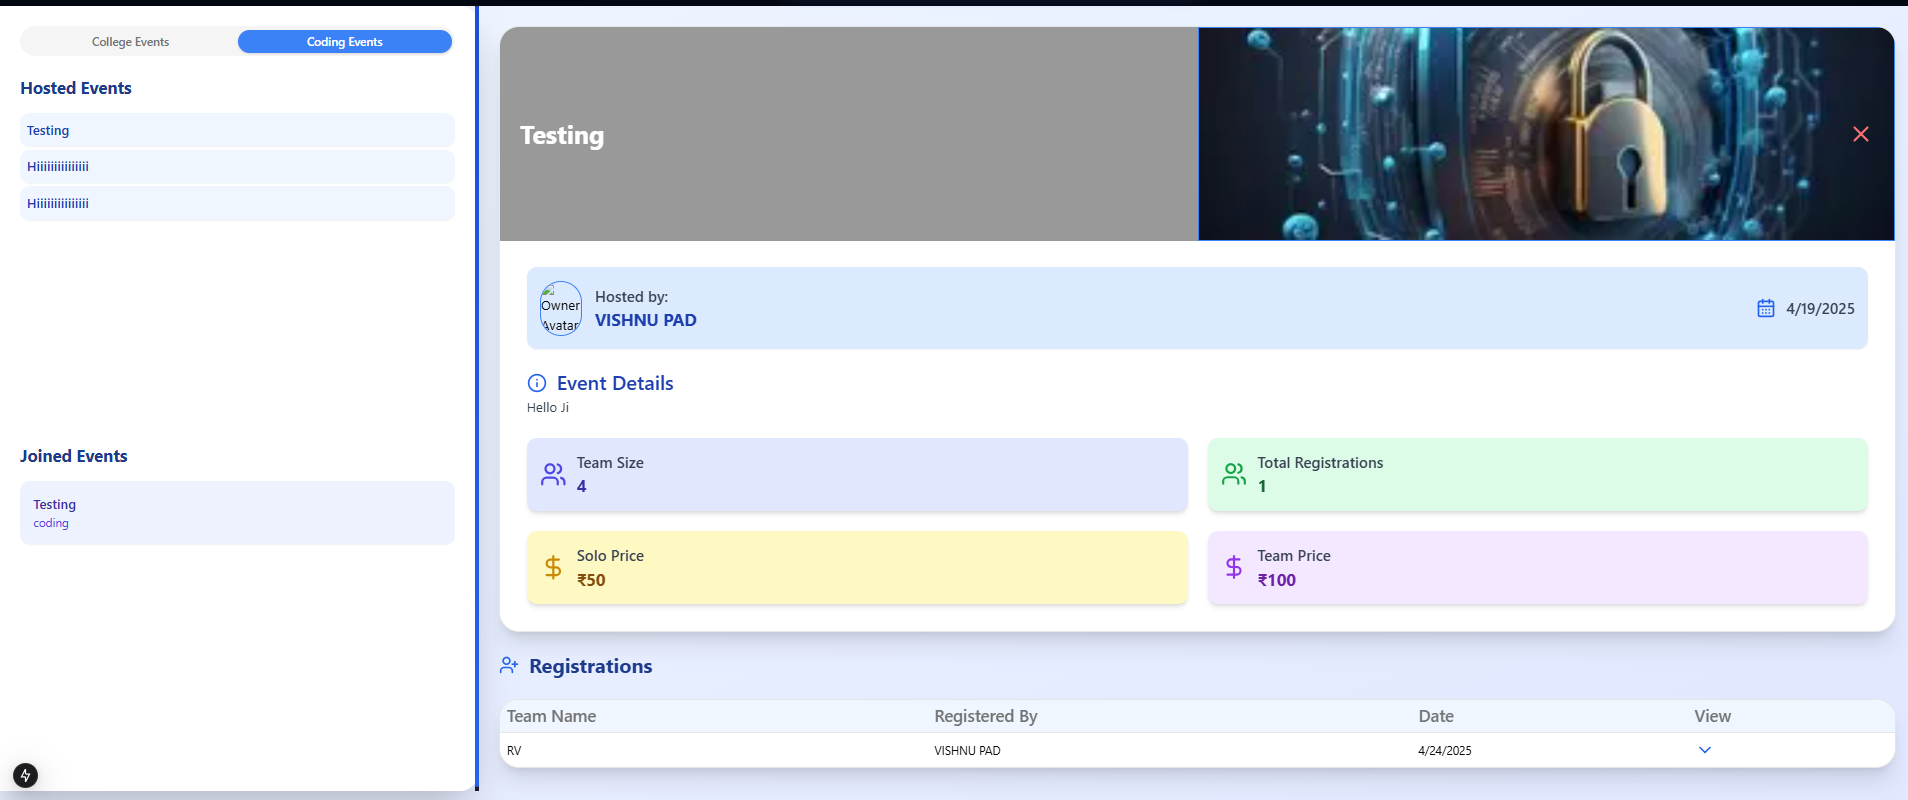 College Events
Coding Events
Hosted Events
Testing
Hiiiiiiiiiiiiiii
Hiiiiiiiiiiiiiii
Joined Events
Testing
coding
Testing
Owner
Avatar
Hosted by:
VISHNU PAD
4/19/2025
Event Details
Hello Ji
Team Size
4
Total Registrations
1
Solo Price
₹50
Team Price
₹100
Registrations
Team Name Registered By Date View
RV VISHNU PAD 4/24/2025